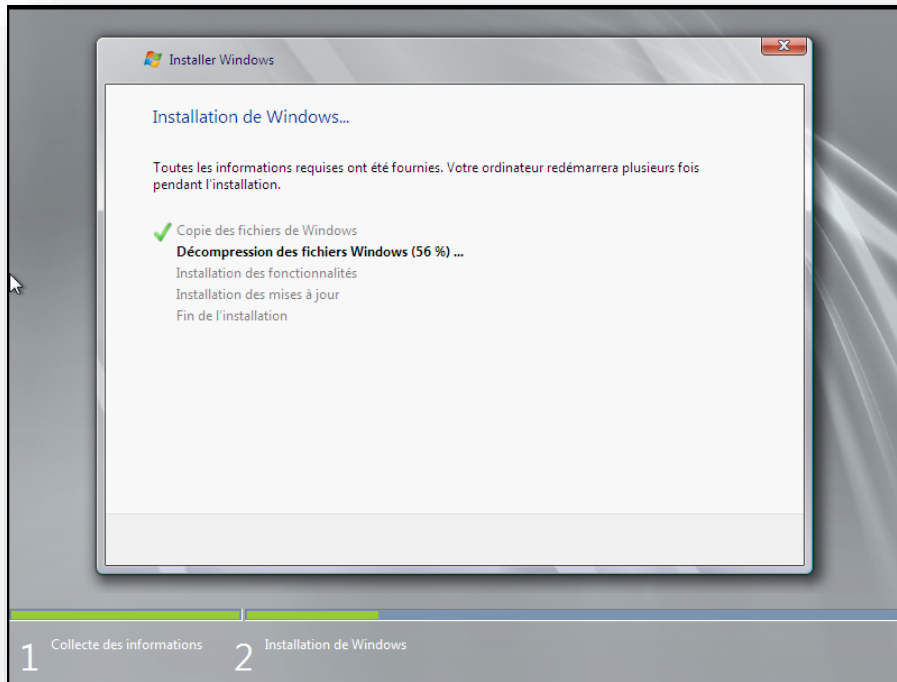 Installer Windows
Installation de Windows...
Toutes les informations requises ont été fournies. Votre ordinateur redémarrera plusieurs fois
pendant l'installation.
Copie des fichiers de Windows
Décompression des fichiers Windows (56 %) ...
Installation des fonctionnalités
Installation des mises à jour
Fin de l'installation
1 Collecte des informations 2 Installation de Windows